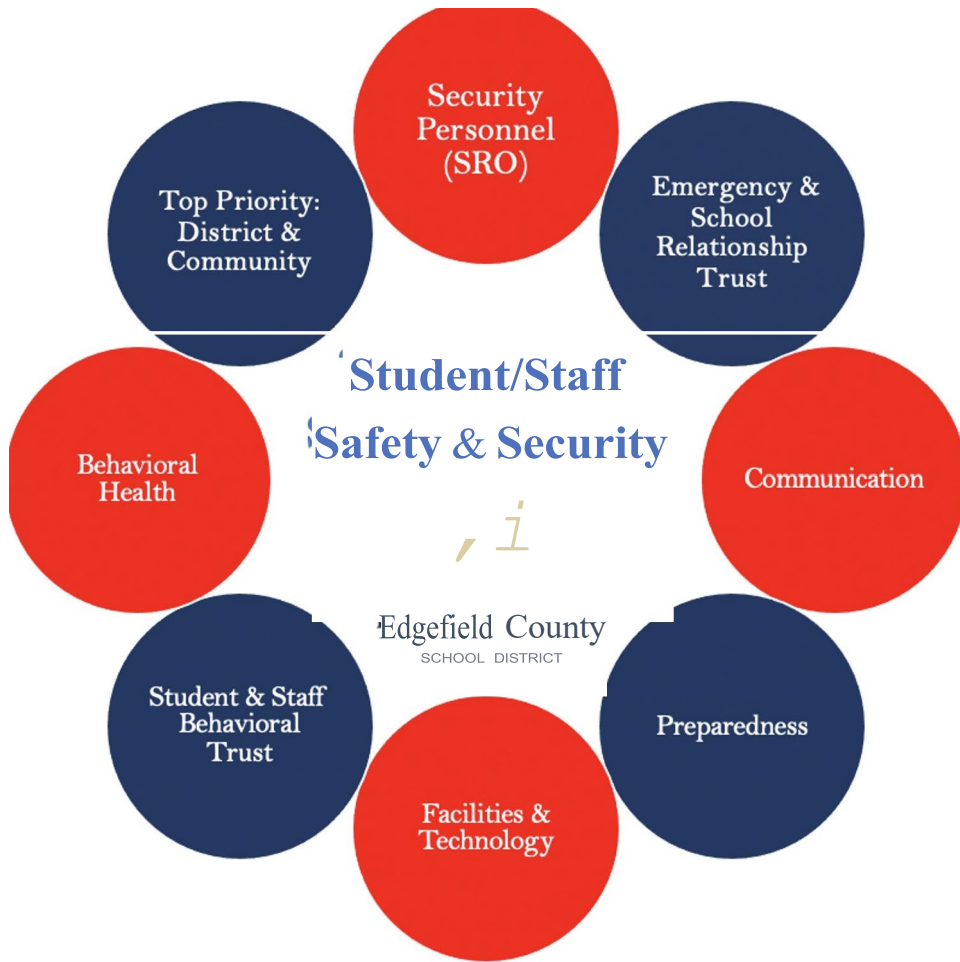 Security
Personnel
(SRO)
Top Priority:
District &
Community
Emergency &
School
Relationship
Trust
Student/Staff
Safety & Security
, i
Behavioral
Health
Communication
Edgefield County
SCHOOL DISTRICT
Student & Staff
Behavioral
Trust
Preparedness
Facilities &
Technology